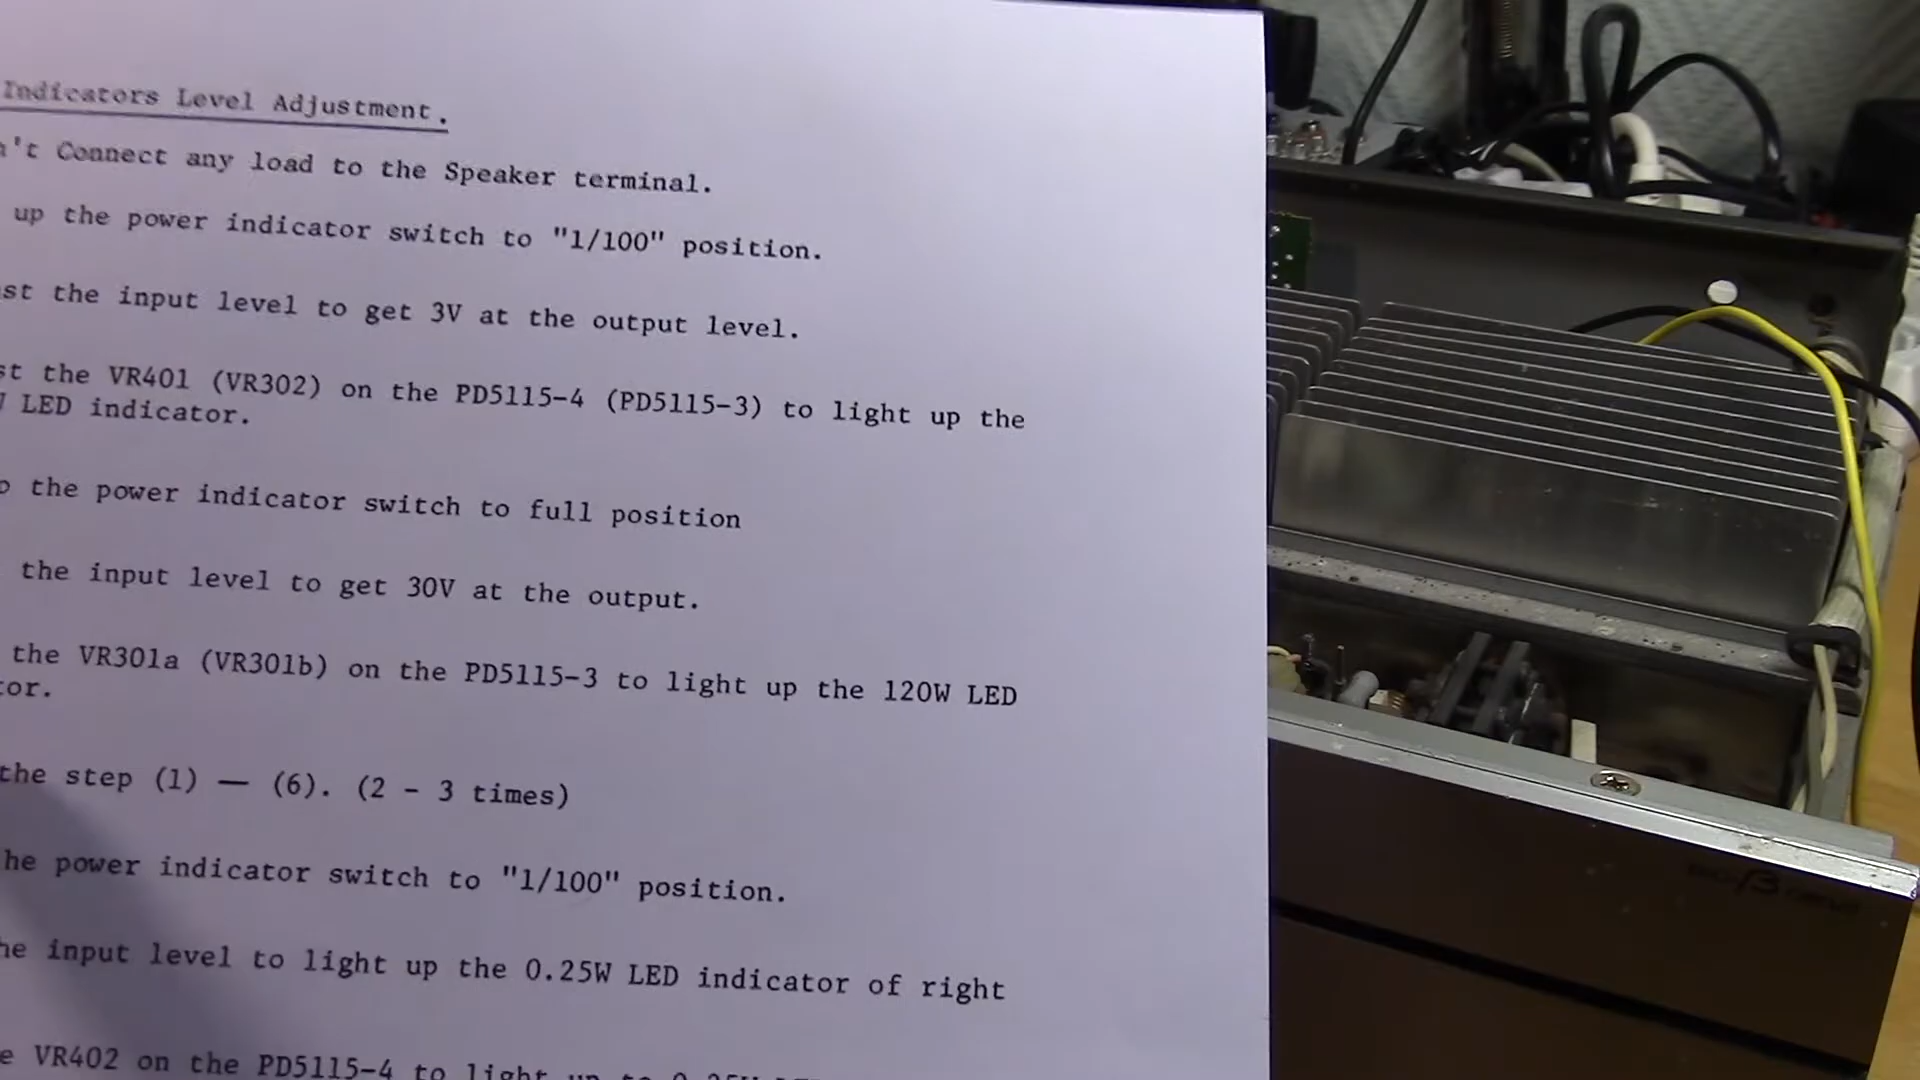 Indicators Level Adjustment.
't Connect any load to the Speaker terminal.
up the power indicator switch to "1/100" position.
st the input level to get 3V at the output level.
st the VR401 (VR302) on the PD5115-4 (PD5115-3) to light up the
LED indicator.
the power indicator switch to full position
the input level to get 30V at the output.
the VR301a (VR301b) on the PD5115-3 to light up the 120W LED
tor.
the step (1) — (6). (2 - 3 times)
he power indicator switch to "1/100" position.
he input level to light up the 0.25W LED indicator of right
e VR402 on the PD5115-4 to light up to